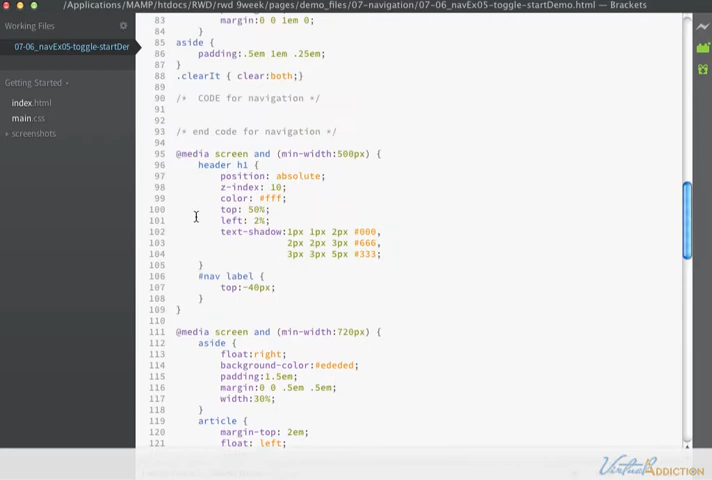 /Applications/MAMP/htdocs/RWD/rwd 9week/pages/demo_files/07-navigation/07-06_navEx05-toggle-startDemo.html — Brackets
Working Files
07-06_navEx05-toggle-startDer
Getting Started
index.html
main.css
screenshots
83 margin:0 0 1em 0;
84 }
85 aside {
86 padding:.5em 1em .25em;
87 }
88 .clearIt { clear:both;}
89
90 /* CODE for navigation */
91
92
93 /* end code for navigation */
94
95 @media screen and (min-width:500px) {
96 header h1 {
97 position: absolute;
98 z-index: 10;
99 color: #fff;
100 top: 50%;
101 left: 2%;
102 text-shadow:1px 1px 2px #000,
103 2px 2px 3px #666,
104 3px 3px 5px #333;
105 }
106 #nav label {
107 top:-40px;
108 }
109 }
110
111 @media screen and (min-width:720px) {
112 aside {
113 float:right;
114 background-color:#ededed;
115 padding:1.5em;
116 margin:0 0 .5em .5em;
117 width:30%;
118 }
119 article {
120 margin-top: 2em;
121 float: left;
VirtualADDICTION